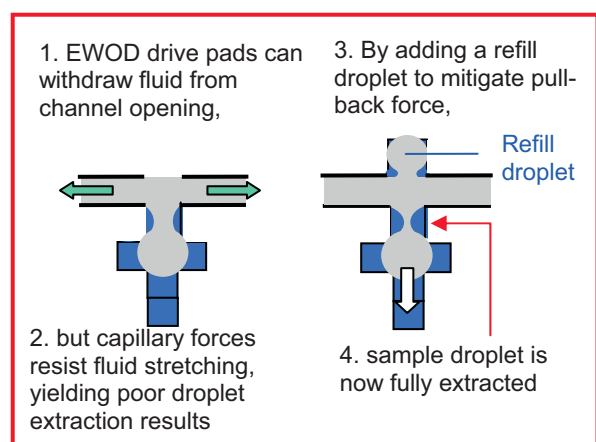 1. EWOD drive pads can
withdraw fluid from
channel opening,
2. but capillary forces
resist fluid stretching,
yielding poor droplet
extraction results
3. By adding a refill
droplet to mitigate pull-
back force,
Refill
droplet
4. sample droplet is
now fully extracted